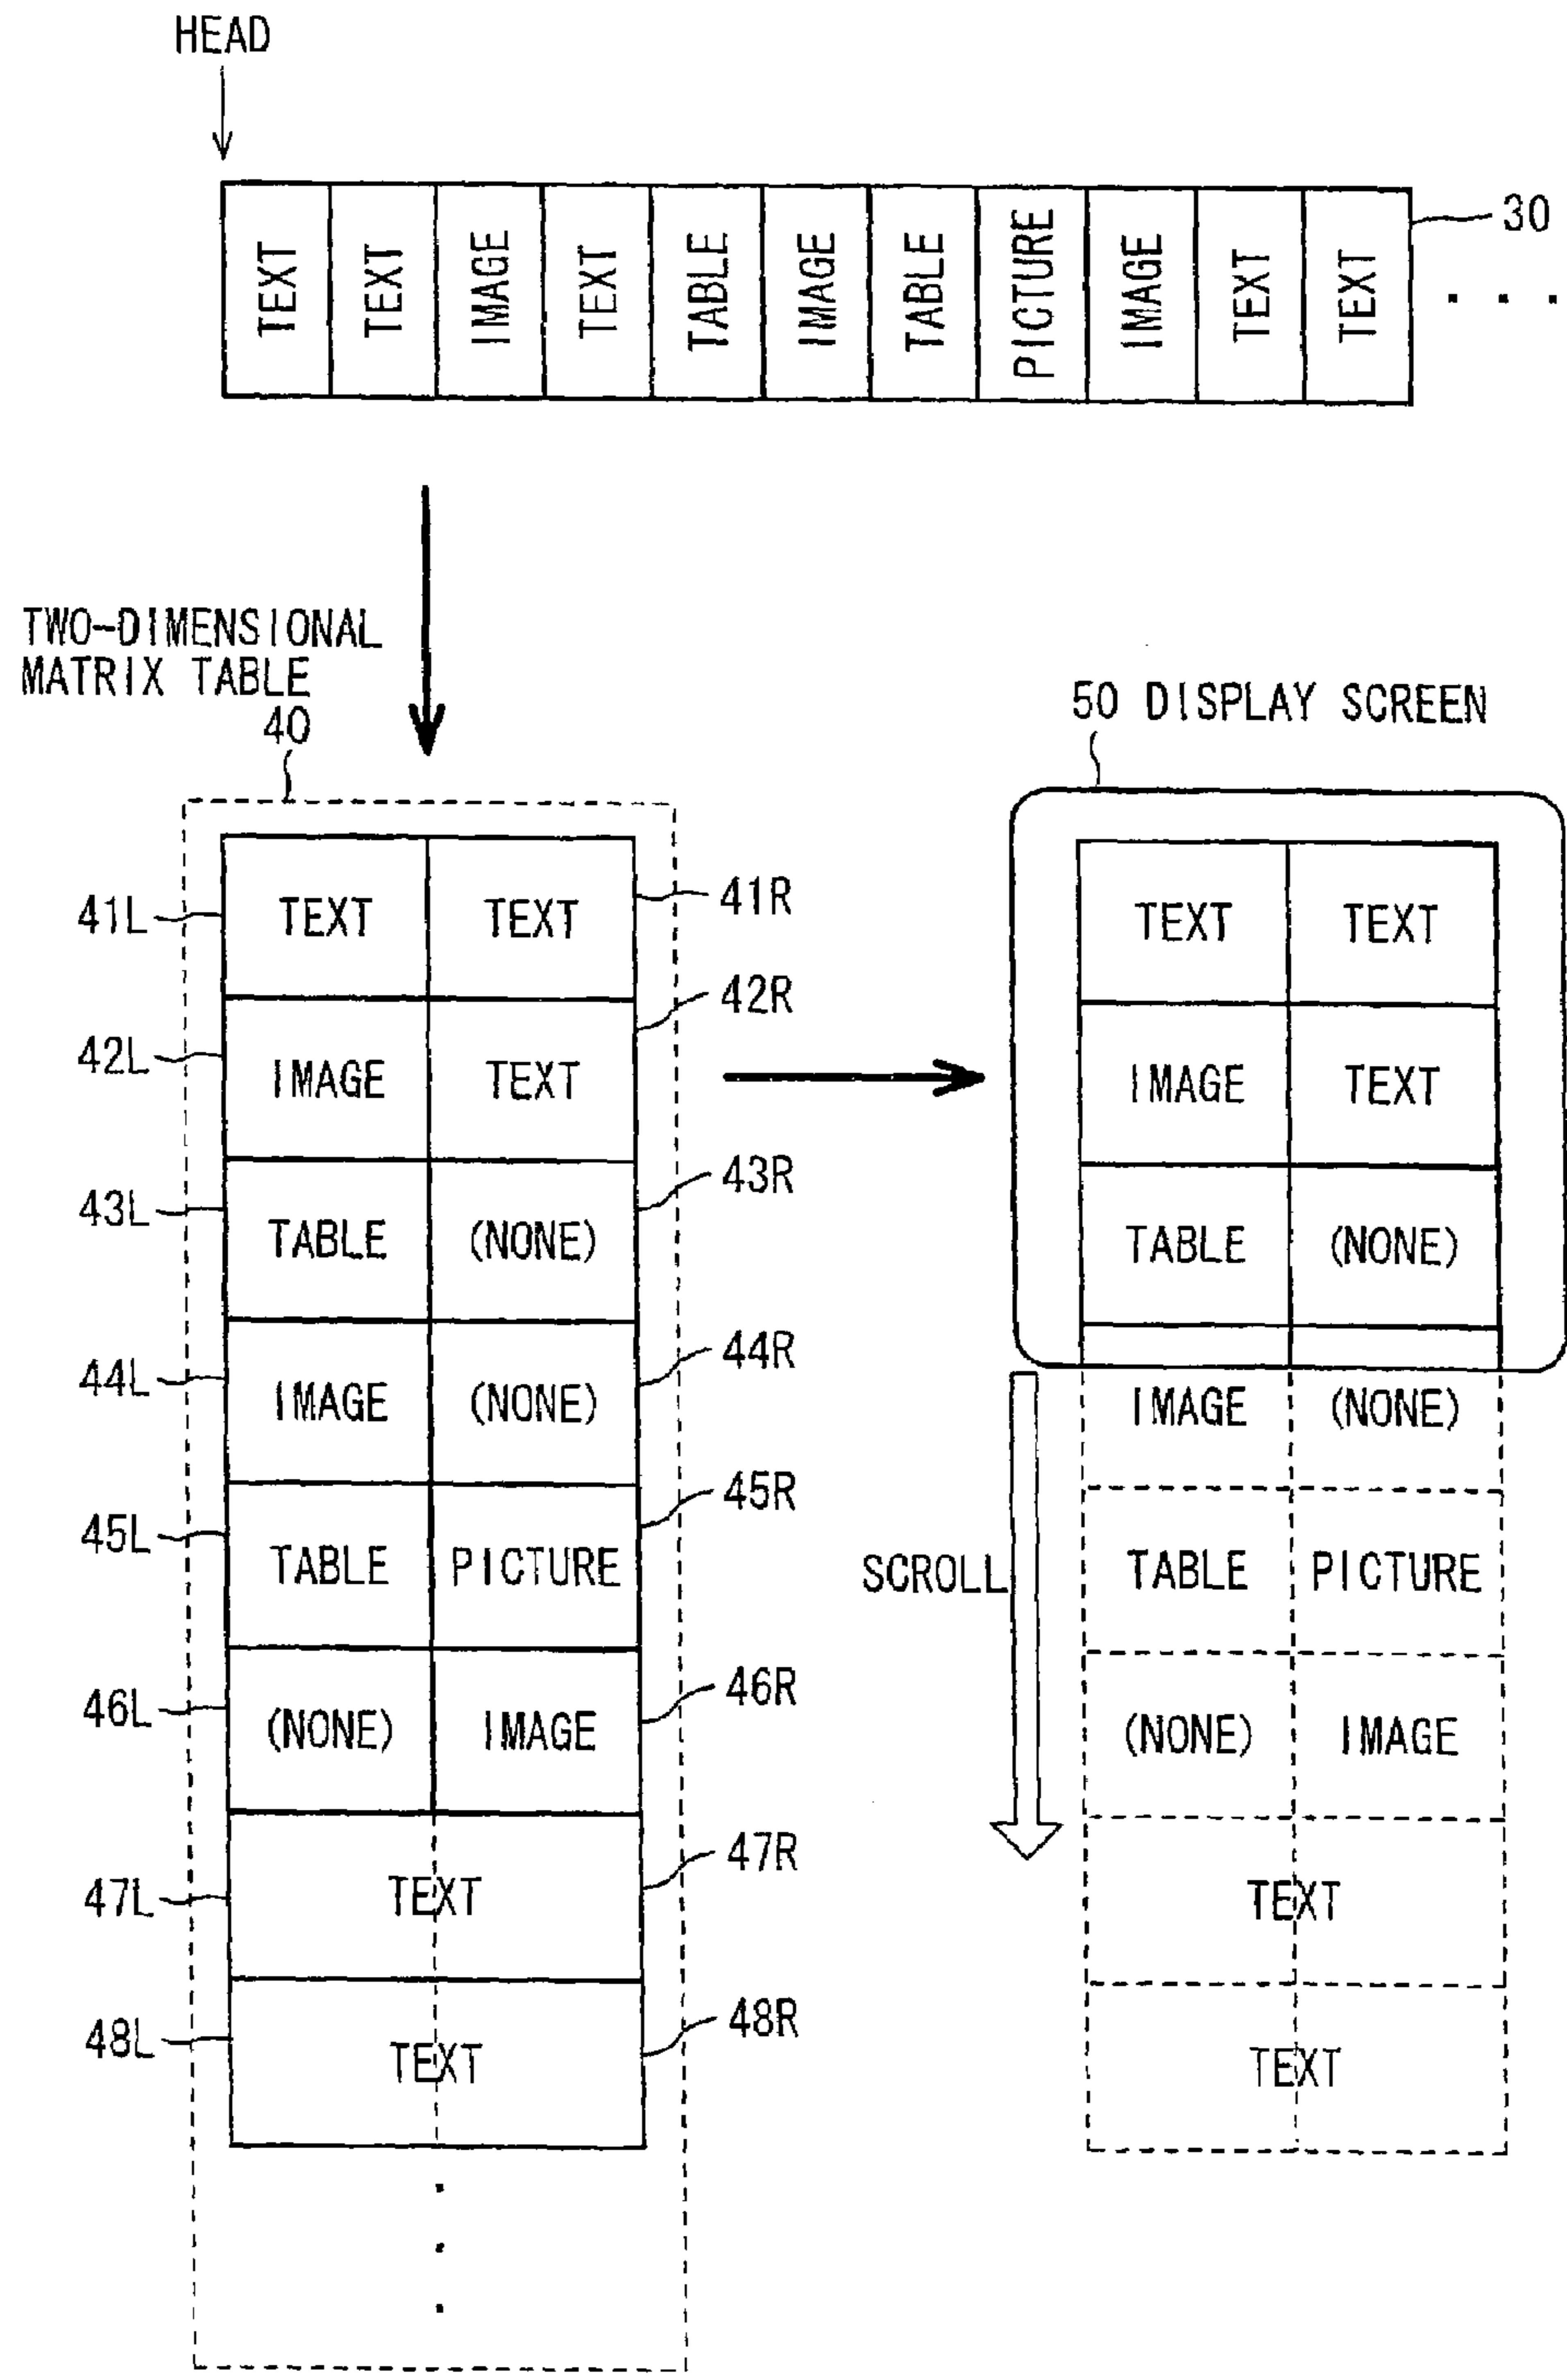 HEAD
TEXT TEXT IMAGE TEXT TABLE IMAGE TABLE PICTURE IMAGE TEXT TEXT . . .
30
TWO-DIMENSIONAL
MATRIX TABLE
40
50 DISPLAY SCREEN
41L TEXT TEXT 41R
42L IMAGE TEXT 42R
43L TABLE (NONE) 43R
44L IMAGE (NONE) 44R
45L TABLE PICTURE 45R
46L (NONE) IMAGE 46R
47L TEXT 47R
48L TEXT 48R
.
.
.
TEXT TEXT
IMAGE TEXT
TABLE (NONE)
IMAGE (NONE)
SCROLL
TABLE PICTURE
(NONE) IMAGE
TEXT
TEXT